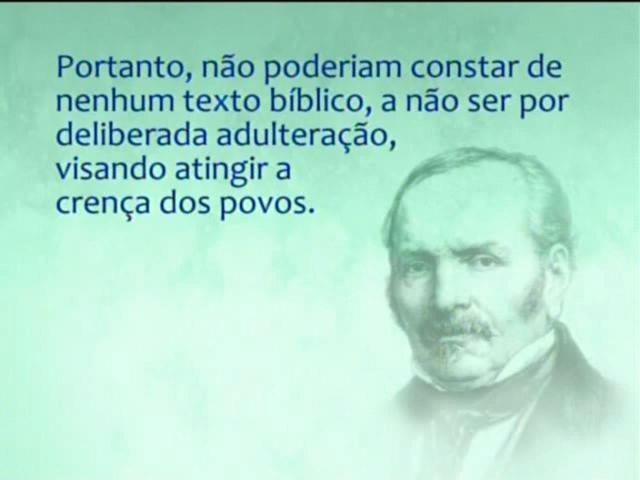 Portanto, não poderiam constar de
nenhum texto bíblico, a não ser por
deliberada adulteração,
visando atingir a
crença dos povos.